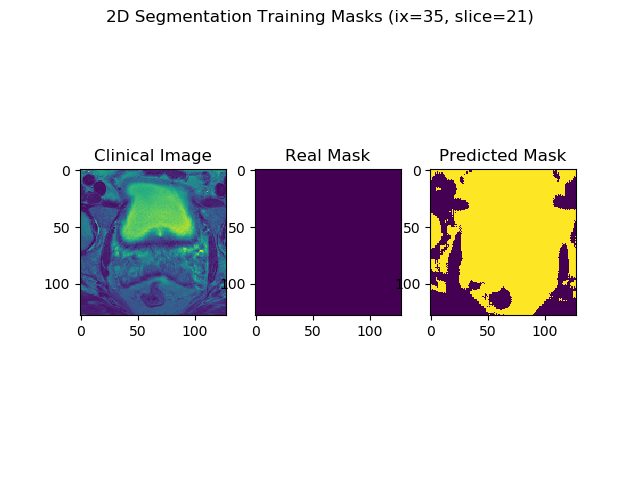 2D Segmentation Training Masks (ix=35, slice=21)
Clinical Image Real Mask Predicted Mask
0 0 0
50 50 50
100 100 100
0 50 100 0 50 100 0 50 100